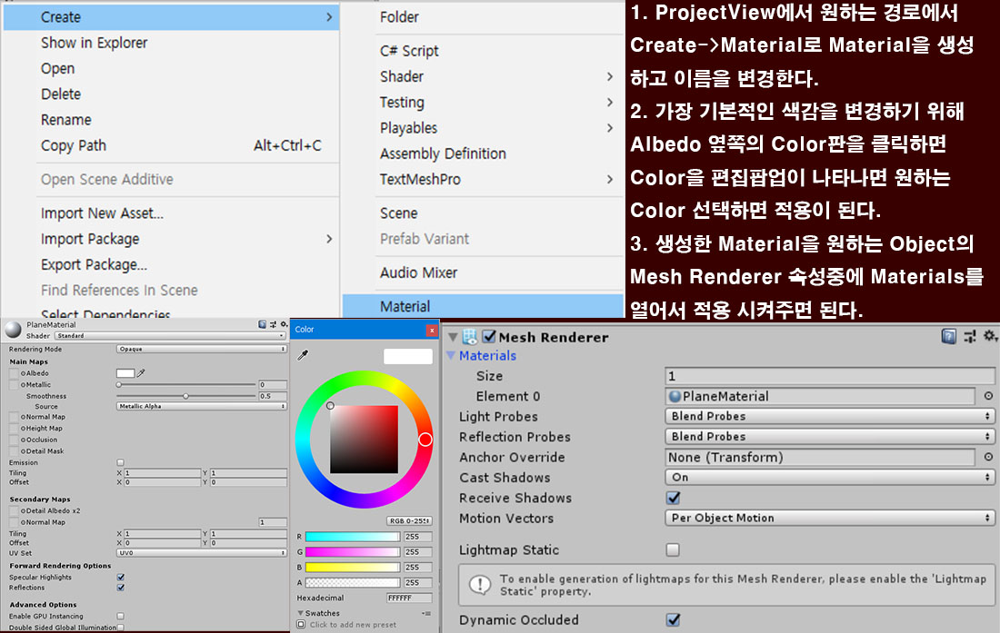 Create
Show in Explorer
Open
Delete
Rename
Copy Path Alt+Ctrl+C
Open Scene Additive
Import New Asset...
Import Package
Export Package...
Find References In Scene
Select Dependencies
Folder
C# Script
Shader
Testing
Playables
Assembly Definition
TextMeshPro
Scene
Prefab Variant
Audio Mixer
Material
1. ProjectView에서 원하는 경로에서
Create->Material로 Material을 생성
하고 이름을 변경한다.
2. 가장 기본적인 색감을 변경하기 위해
Albedo 옆쪽의 Color판을 클릭하면
Color을 편집팝업이 나타나면 원하는
Color 선택하면 적용이 된다.
3. 생성한 Material을 원하는 Object의
Mesh Renderer 속성중에 Materials를
열어서 적용 시켜주면 된다.
PlaneMaterial
Shader Standard
Rendering Mode Opaque
Main Maps
Albedo
Metallic 0
Smoothness 0.5
Source Metallic Alpha
Normal Map
Height Map
Occlusion
Detail Mask
Emission
Tiling X 1 Y 1
Offset X 0 Y 0
Secondary Maps
Detail Albedo x2
Normal Map 1
Tiling X 1 Y 1
Offset X 0 Y 0
UV Set UV0
Forward Rendering Options
Specular Highlights
Reflections
Advanced Options
Enable GPU Instancing
Double Sided Global Illumination
Color
RGB 0-255
R 255
G 255
B 255
A 255
Hexadecimal FFFFFF
Swatches
Click to add new preset
Mesh Renderer
Materials
Size 1
Element 0 PlaneMaterial
Light Probes Blend Probes
Reflection Probes Blend Probes
Anchor Override None (Transform)
Cast Shadows On
Receive Shadows
Motion Vectors Per Object Motion
Lightmap Static
To enable generation of lightmaps for this Mesh Renderer, please enable the 'Lightmap
Static' property.
Dynamic Occluded